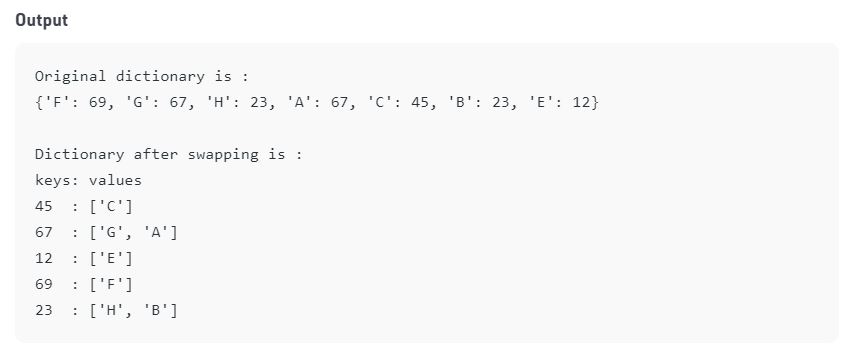 Output
Original dictionary is :
{'F': 69, 'G': 67, 'H': 23, 'A': 67, 'C': 45, 'B': 23, 'E': 12}
Dictionary after swapping is :
keys: values
45  : ['C']
67  : ['G', 'A']
12  : ['E']
69  : ['F']
23  : ['H', 'B']